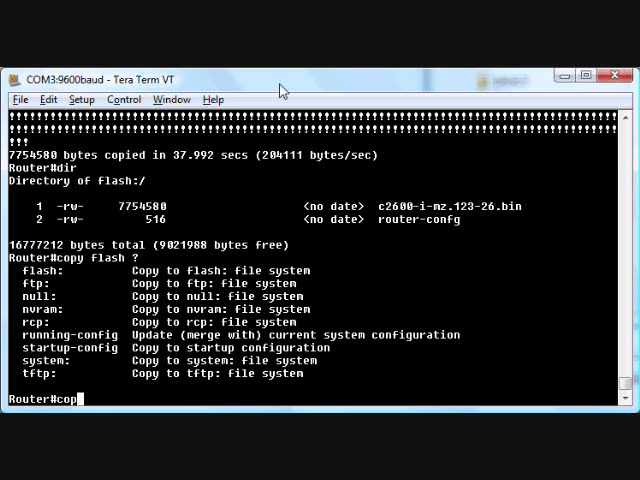 COM3:9600baud - Tera Term VT
File Edit Setup Control Window Help
!!!!!!!!!!!!!!!!!!!!!!!!!!!!!!!!!!!!!!!!!!!!!!!!!!!!!!!!!!!!!!!!!!!!!!!!!!!!!!!!
!!!!!!!!!!!!!!!!!!!!!!!!!!!!!!!!!!!!!!!!!!!!!!!!!!!!!!!!!!!!!!!!!!!!!!!!!!!!!!!!
!!!
7754580 bytes copied in 37.992 secs (204111 bytes/sec)
Router#dir
Directory of flash:/
1 -rw- 7754580 <no date> c2600-i-mz.123-26.bin
2 -rw- 516 <no date> router-confg
16777212 bytes total (9021988 bytes free)
Router#copy flash ?
flash: Copy to flash: file system
ftp: Copy to ftp: file system
null: Copy to null: file system
nvram: Copy to nvram: file system
rcp: Copy to rcp: file system
running-config Update (merge with) current system configuration
startup-config Copy to startup configuration
system: Copy to system: file system
tftp: Copy to tftp: file system
Router#cop